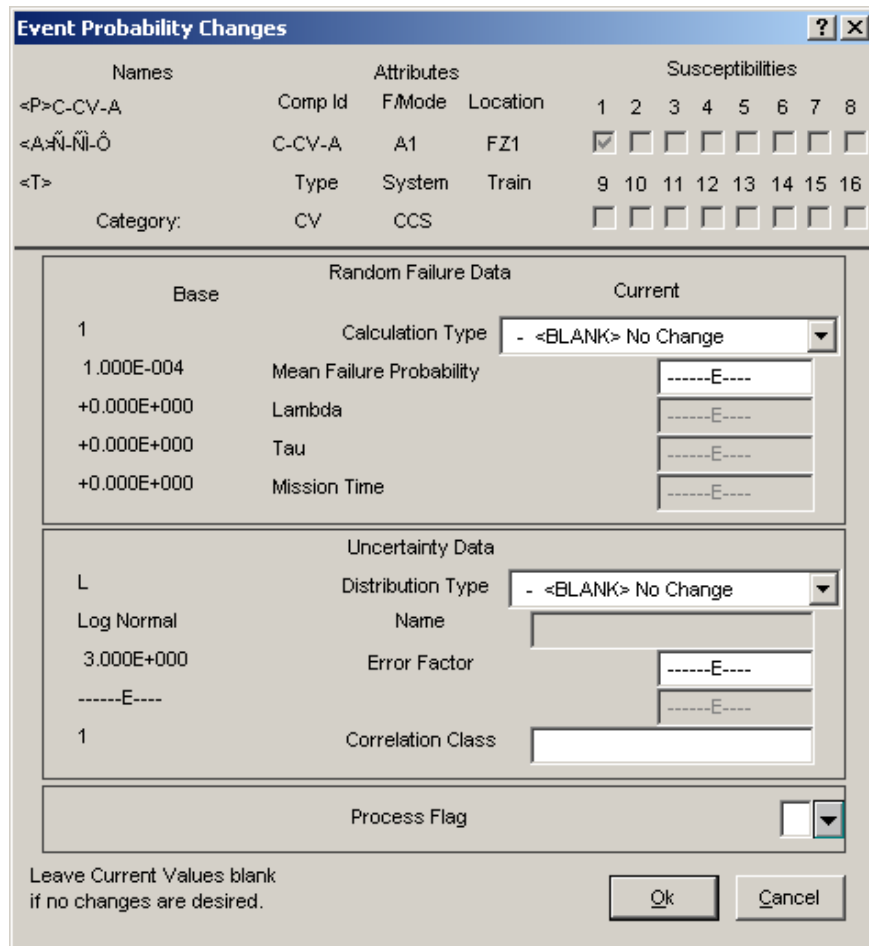 Event Probability Changes
Names Attributes Susceptibilities
<P>C-CV-A Comp Id F/Mode Location 1 2 3 4 5 6 7 8
<A>Ñ-ÑÌ-Ô C-CV-A A1 FZ1
<T> Type System Train 9 10 11 12 13 14 15 16
Category: CV CCS
Random Failure Data
Base Current
1 Calculation Type - <BLANK> No Change
1.000E-004 Mean Failure Probability ------E----
+0.000E+000 Lambda ------E----
+0.000E+000 Tau ------E----
+0.000E+000 Mission Time ------E----
Uncertainty Data
L Distribution Type - <BLANK> No Change
Log Normal Name
3.000E+000 Error Factor ------E----
------E---- ------E----
1 Correlation Class
Process Flag
Leave Current Values blank
if no changes are desired.
Ok Cancel